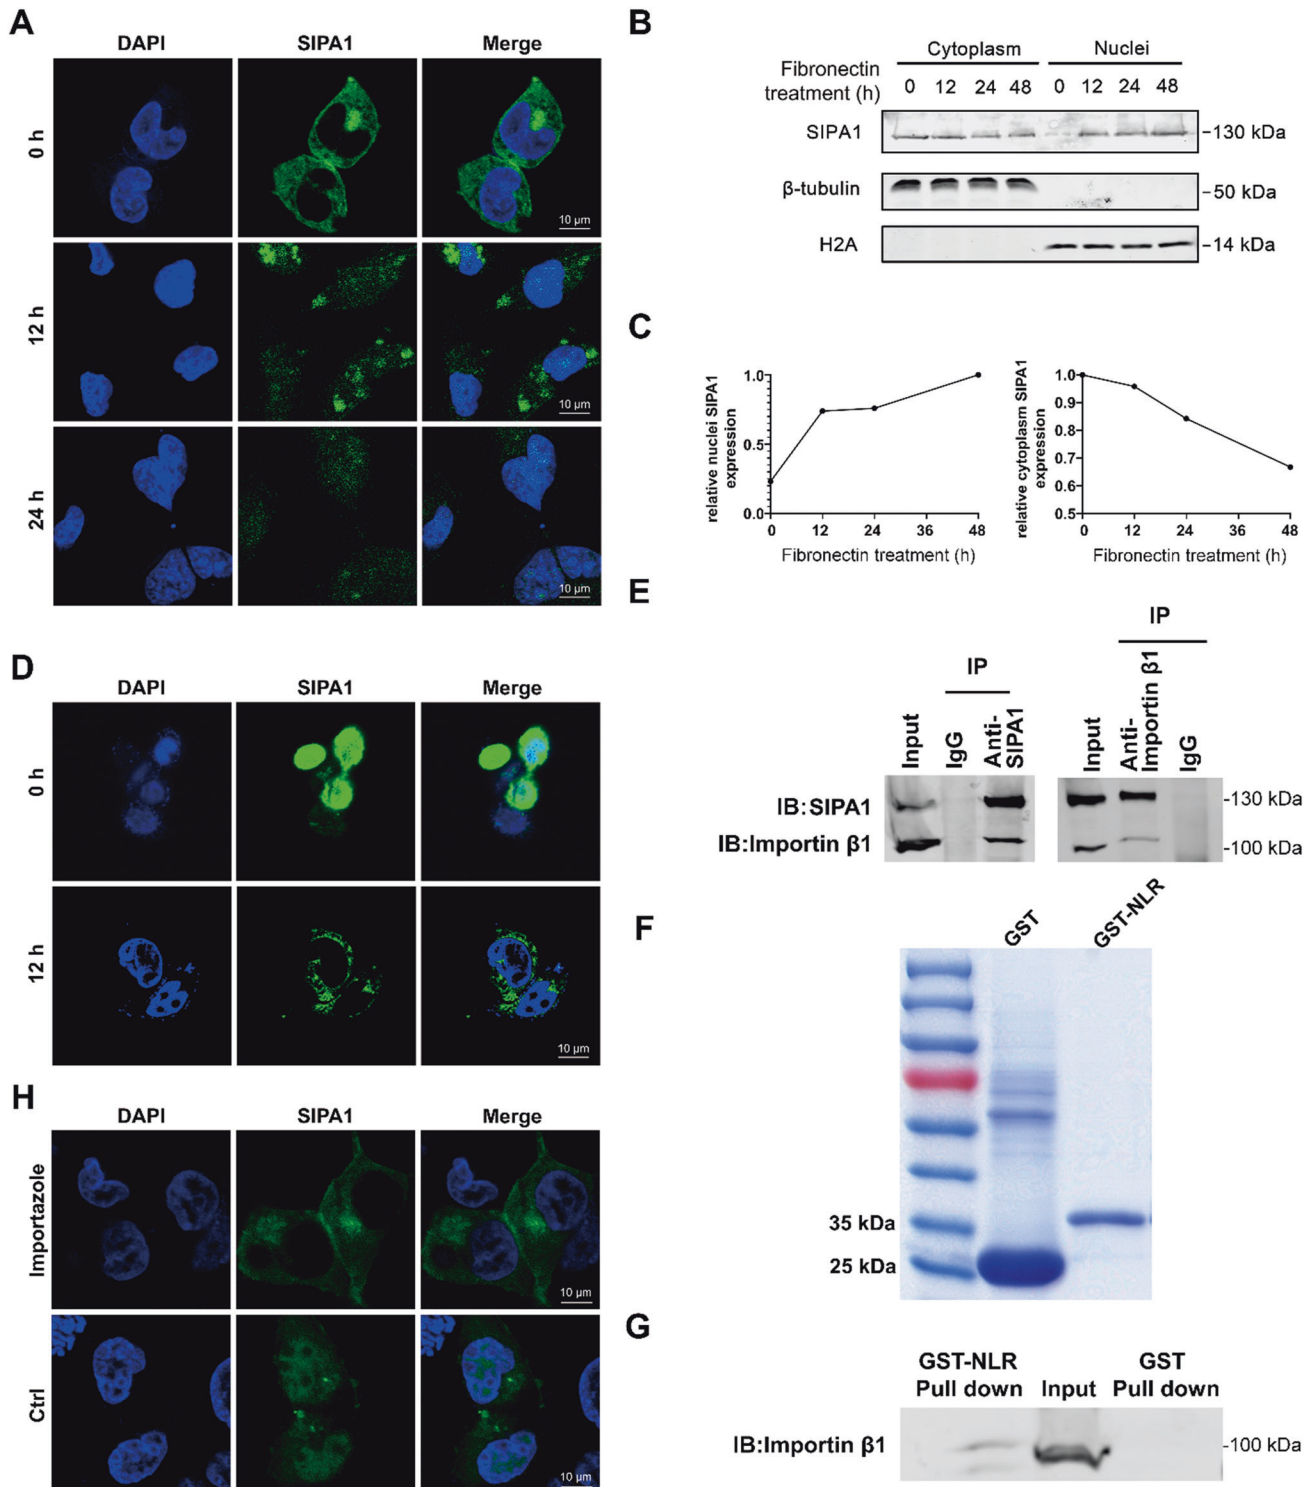 A
DAPI SIPA1 Merge
0 h
10 µm
12 h
10 µm
24 h
10 µm
B
Cytoplasm Nuclei
Fibronectin
treatment (h) 0 12 24 48 0 12 24 48
SIPA1 -130 kDa
β-tubulin -50 kDa
H2A -14 kDa
C
relative nuclei SIPA1
expression
1.0
0.5
0.0
0 12 24 36 48
Fibronectin treatment (h)
relative cytoplasm SIPA1
expression
1.0
0.9
0.8
0.7
0.6
0.5
0 12 24 36 48
Fibronectin treatment (h)
D
DAPI SIPA1 Merge
0 h
12 h
10 µm
E
IP
Input
IgG
Anti-
SIPA1
IP
Input
Anti-
Importin β1
IgG
IB:SIPA1 -130 kDa
IB:Importin β1 -100 kDa
F
GST GST-NLR
35 kDa
25 kDa
H
DAPI SIPA1 Merge
Importazole
10 µm
Ctrl
10 µm
G
GST-NLR
Pull down
Input
GST
Pull down
IB:Importin β1 -100 kDa